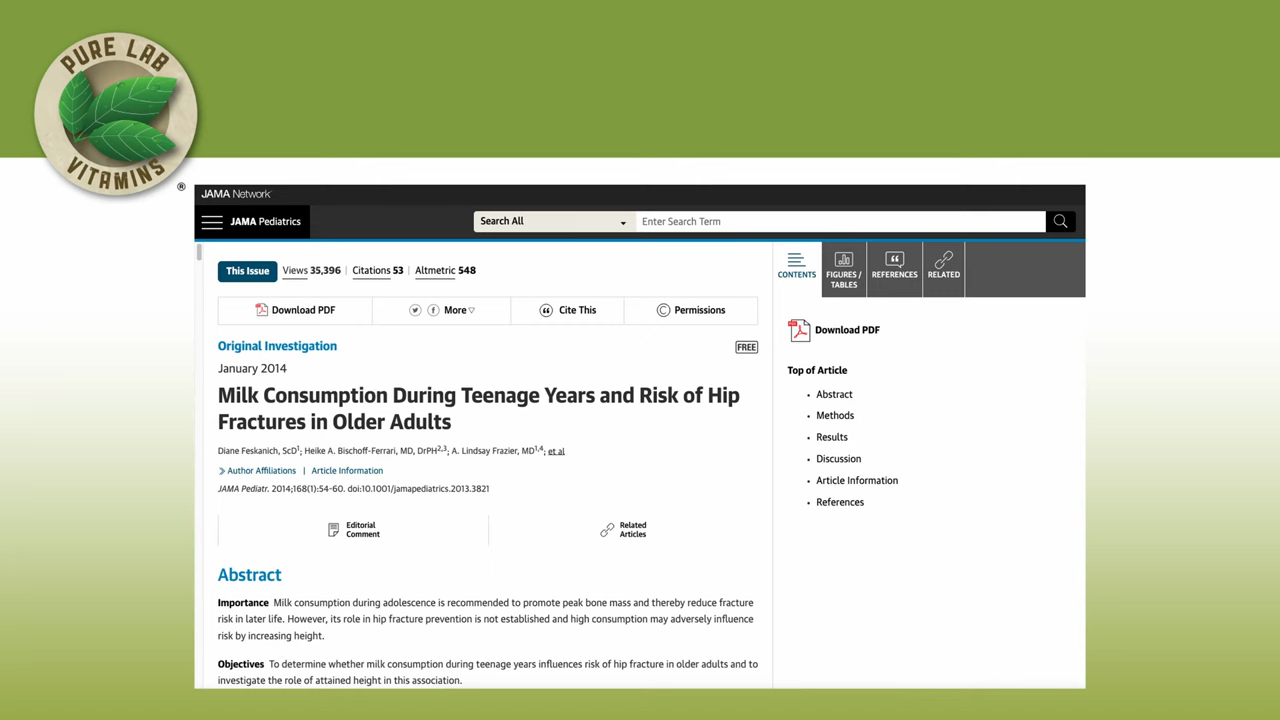 PURE LAB
VITAMINS
®
JAMA Network
JAMA Pediatrics
Search All
Enter Search Term
This Issue
Views 35,396 | Citations 53 | Altmetric 548
CONTENTS
FIGURES /
TABLES
REFERENCES
RELATED
Download PDF
More
Cite This
Permissions
Original Investigation
FREE
January 2014
Milk Consumption During Teenage Years and Risk of Hip
Fractures in Older Adults
Diane Feskanich, ScD1; Heike A. Bischoff-Ferrari, MD, DrPH2,3; A. Lindsay Frazier, MD1,4; et al
Author Affiliations | Article Information
JAMA Pediatr. 2014;168(1):54-60. doi:10.1001/jamapediatrics.2013.3821
Editorial
Comment
Related
Articles
Abstract
Importance Milk consumption during adolescence is recommended to promote peak bone mass and thereby reduce fracture
risk in later life. However, its role in hip fracture prevention is not established and high consumption may adversely influence
risk by increasing height.
Objectives To determine whether milk consumption during teenage years influences risk of hip fracture in older adults and to
investigate the role of attained height in this association.
Download PDF
Top of Article
• Abstract
• Methods
• Results
• Discussion
• Article Information
• References